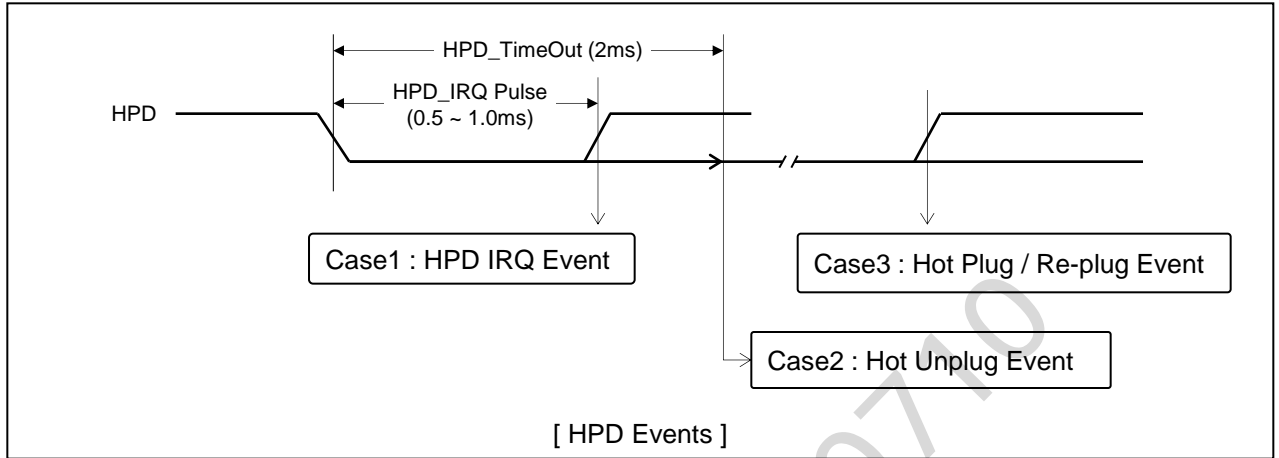 HPD_TimeOut (2ms)
HPD_IRQ Pulse
(0.5 ~ 1.0ms)
HPD
Case1 : HPD IRQ Event
Case3 : Hot Plug / Re-plug Event
Case2 : Hot Unplug Event
[ HPD Events ]
0710